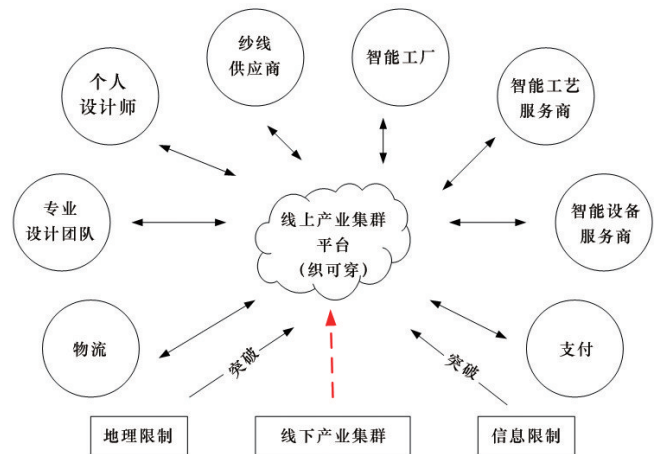 纱线
供应商
智能工厂
个人
设计师
智能工艺
服务商
专业
设计团队
线上产业集群
平台
（织可穿）
智能设备
服务商
物流
支付
突破
突破
地理限制
线下产业集群
信息限制